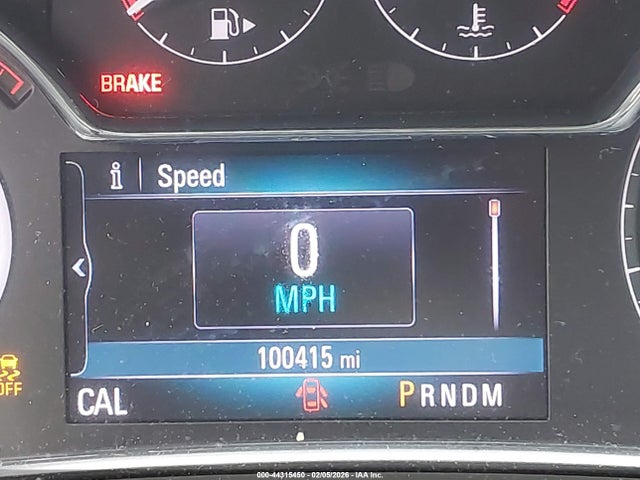 BRAKE
i Speed
0
MPH
100415 mi
OFF
CAL PRNDM
000-44315450 - 02/05/2026 - IAA Inc.